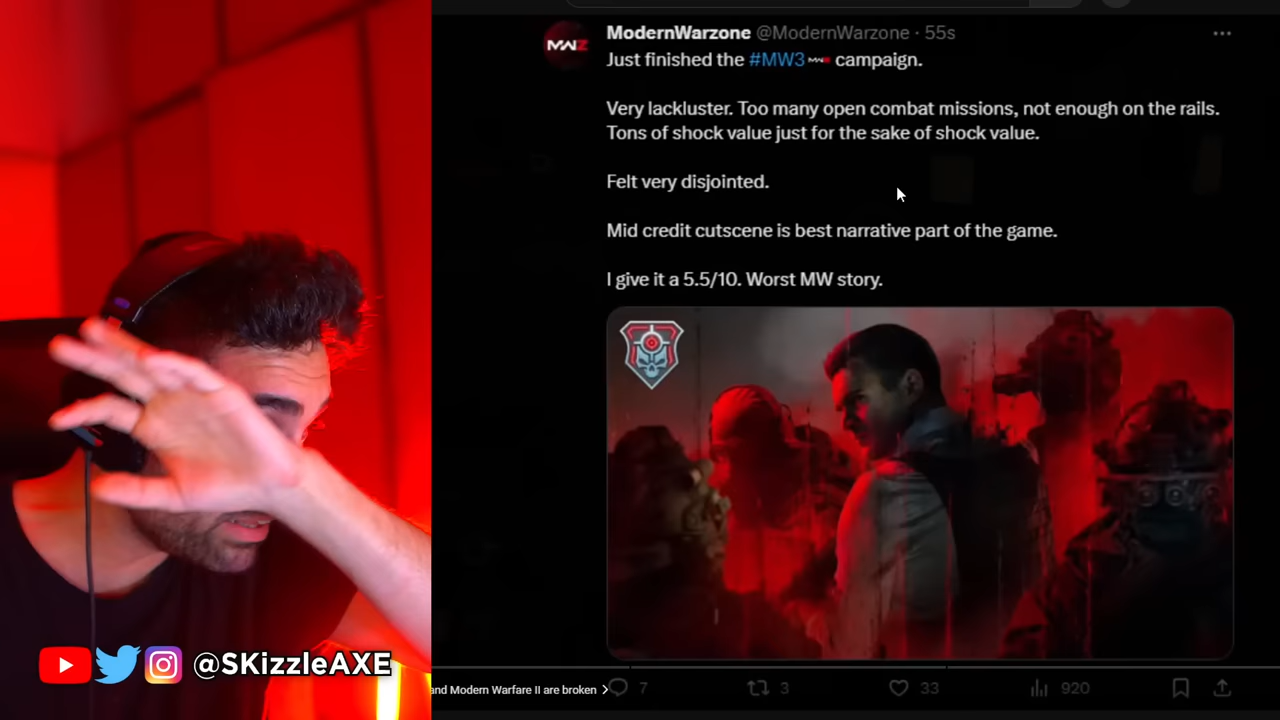 ModernWarzone @ModernWarzone · 55s
Just finished the #MW3 campaign.
Very lackluster. Too many open combat missions, not enough on the rails.
Tons of shock value just for the sake of shock value.
Felt very disjointed.
Mid credit cutscene is best narrative part of the game.
I give it a 5.5/10. Worst MW story.
7 3 33 920
and Modern Warfare II are broken
@SKizzleAXE